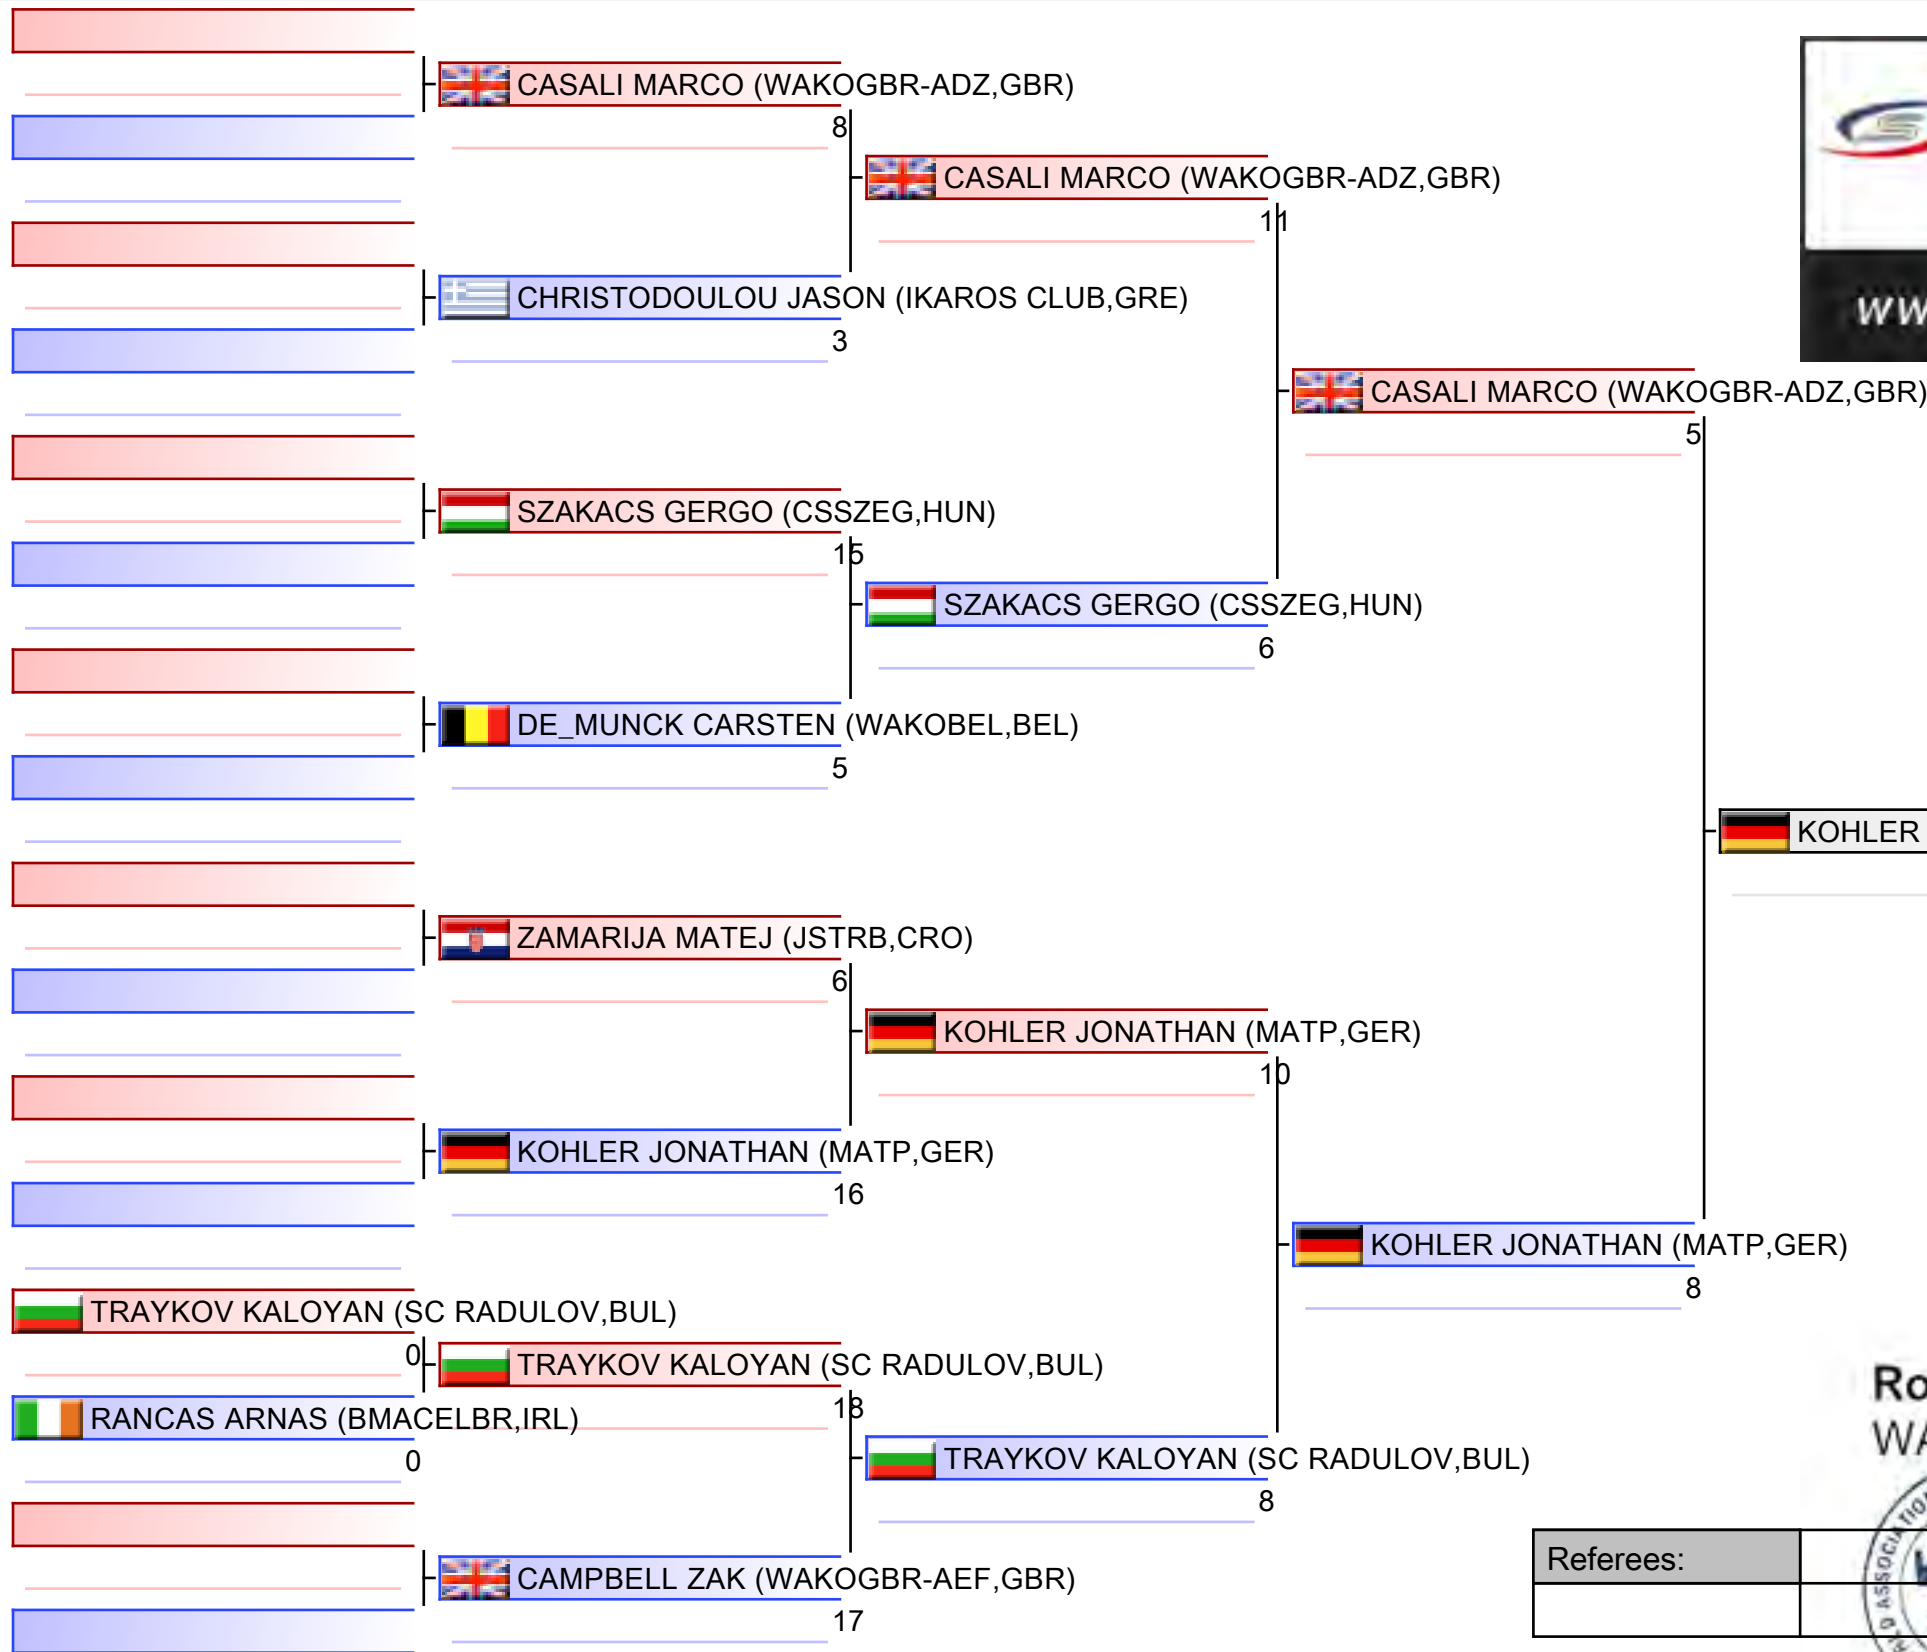 CASALI MARCO (WAKOGBR-ADZ,GBR)
8
CASALI MARCO (WAKOGBR-ADZ,GBR)
11
CHRISTODOULOU JASON (IKAROS CLUB,GRE)
3
CASALI MARCO (WAKOGBR-ADZ,GBR)
5
SZAKACS GERGO (CSSZEG,HUN)
15
SZAKACS GERGO (CSSZEG,HUN)
6
DE_MUNCK CARSTEN (WAKOBEL,BEL)
5
KOHLER
ZAMARIJA MATEJ (JSTRB,CRO)
6
KOHLER JONATHAN (MATP,GER)
10
KOHLER JONATHAN (MATP,GER)
16
KOHLER JONATHAN (MATP,GER)
8
TRAYKOV KALOYAN (SC RADULOV,BUL)
0
TRAYKOV KALOYAN (SC RADULOV,BUL)
18
RANCAS ARNAS (BMACELBR,IRL)
0
TRAYKOV KALOYAN (SC RADULOV,BUL)
8
CAMPBELL ZAK (WAKOGBR-AEF,GBR)
17
Referees: